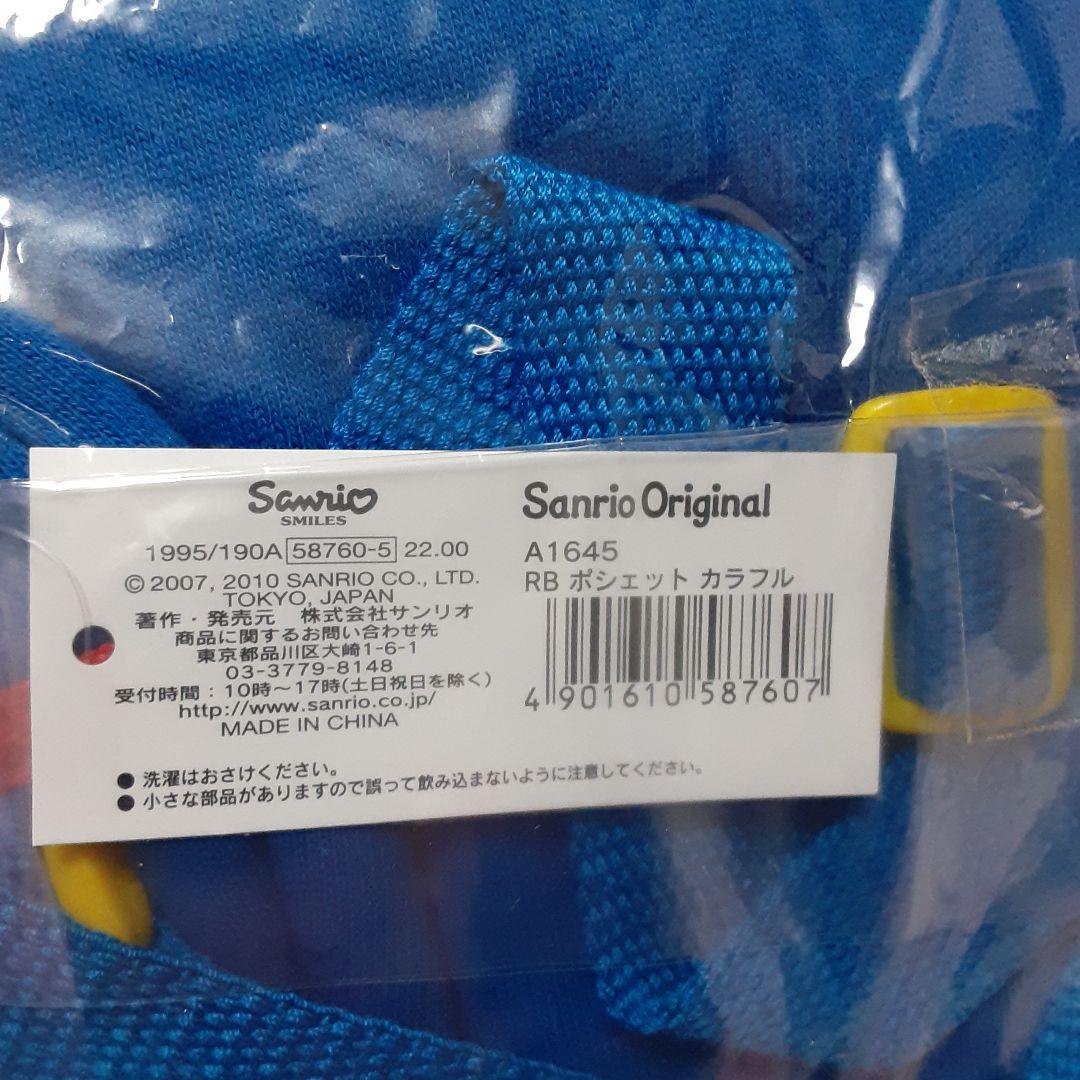 Sanrio
SMILES
1995/190A 58760-5 22.00
© 2007, 2010 SANRIO CO., LTD.
TOKYO, JAPAN
著作・発売元 株式会社サンリオ
商品に関するお問い合わせ先
東京都品川区大崎1-6-1
03-3779-8148
受付時間：10時～17時(土日祝日を除く)
http://www.sanrio.co.jp/
MADE IN CHINA
Sanrio Original
A1645
RB ポシェット カラフル
4 901610 587607
● 洗濯はおさけください。
● 小さな部品がありますので誤って飲み込まないように注意してください。